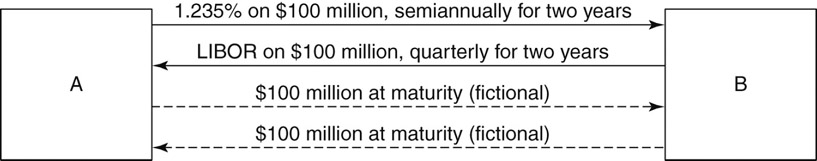 1.235% on $100 million, semiannually for two years
LIBOR on $100 million, quarterly for two years
A
B
$100 million at maturity (fictional)
$100 million at maturity (fictional)